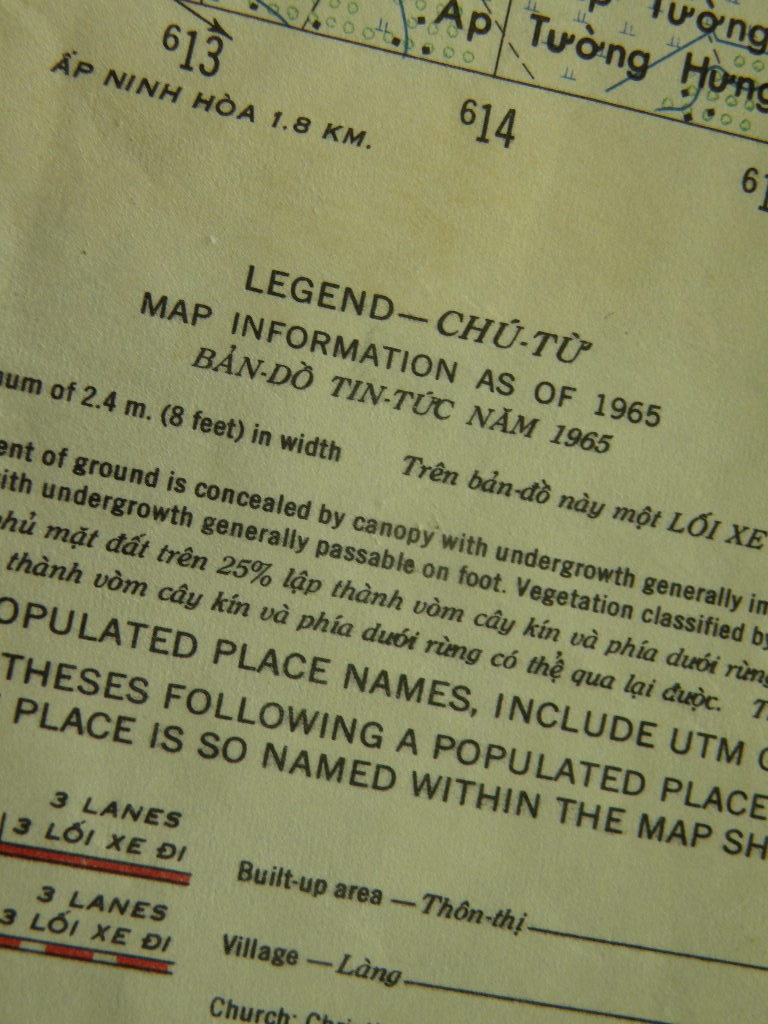 Ấp
Tường
Tường
Hưng
613
ẤP NINH HÒA 1.8 KM.
614
LEGEND—CHÚ-TỪ
MAP INFORMATION AS OF 1965
BẢN-DỒ TIN-TỨC NĂM 1965
of 2.4 m. (8 feet) in width
Trên bản-đồ này một LỐI XE
of ground is concealed by canopy with undergrowth generally
with undergrowth generally passable on foot. Vegetation classified by
phủ mặt đất trên 25% lập thành vòm cây kín và phía dưới rừng
thành vòm cây kín và phía dưới rừng có thể qua lại được.
POPULATED PLACE NAMES, INCLUDE UTM
THESES FOLLOWING A POPULATED PLACE
PLACE IS SO NAMED WITHIN THE MAP SH
3 LANES
3 LỐI XE ĐI
3 LANES
3 LỐI XE ĐI
Built-up area — Thôn-thị
Village — Làng
Church: